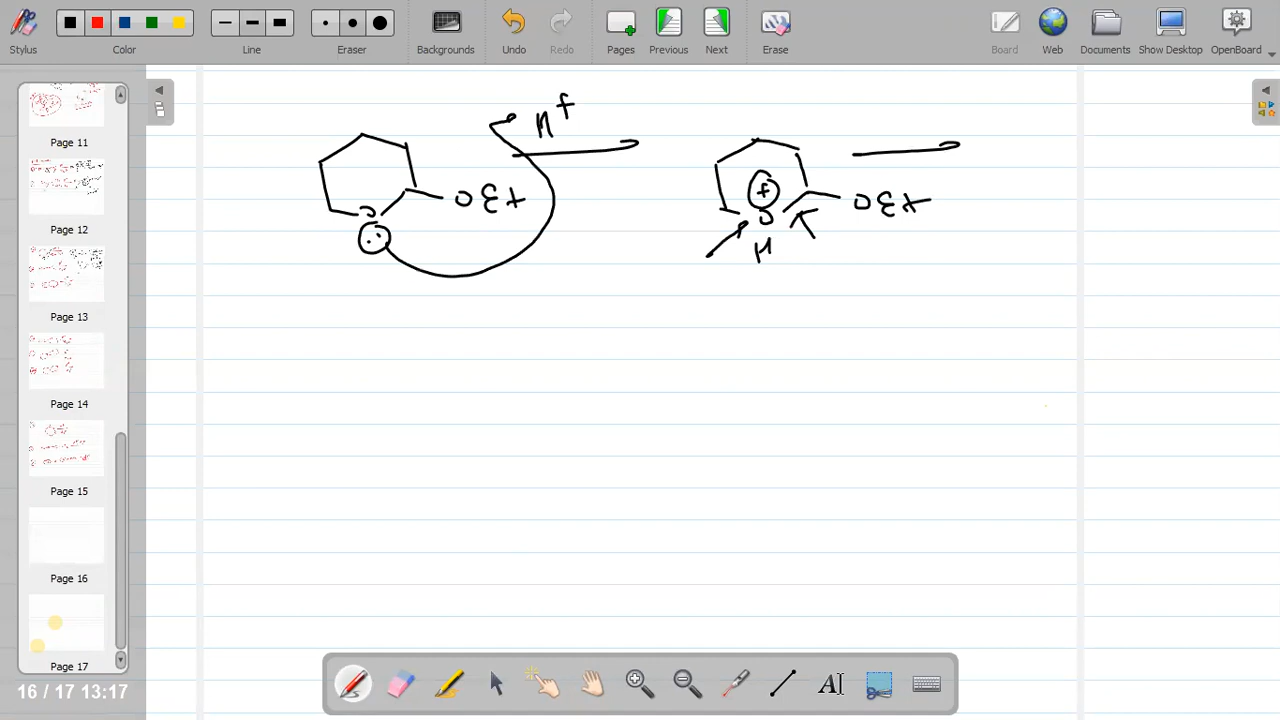 Stylus
Color
Line
Eraser
Backgrounds
Undo
Redo
Pages
Previous
Next
Erase
Board
Web
Documents
Show Desktop
OpenBoard
Page 11
Page 12
Page 13
Page 14
Page 15
Page 16
Page 17
16 / 17 13:17
H+
O
OEt
+
O
H
OEt